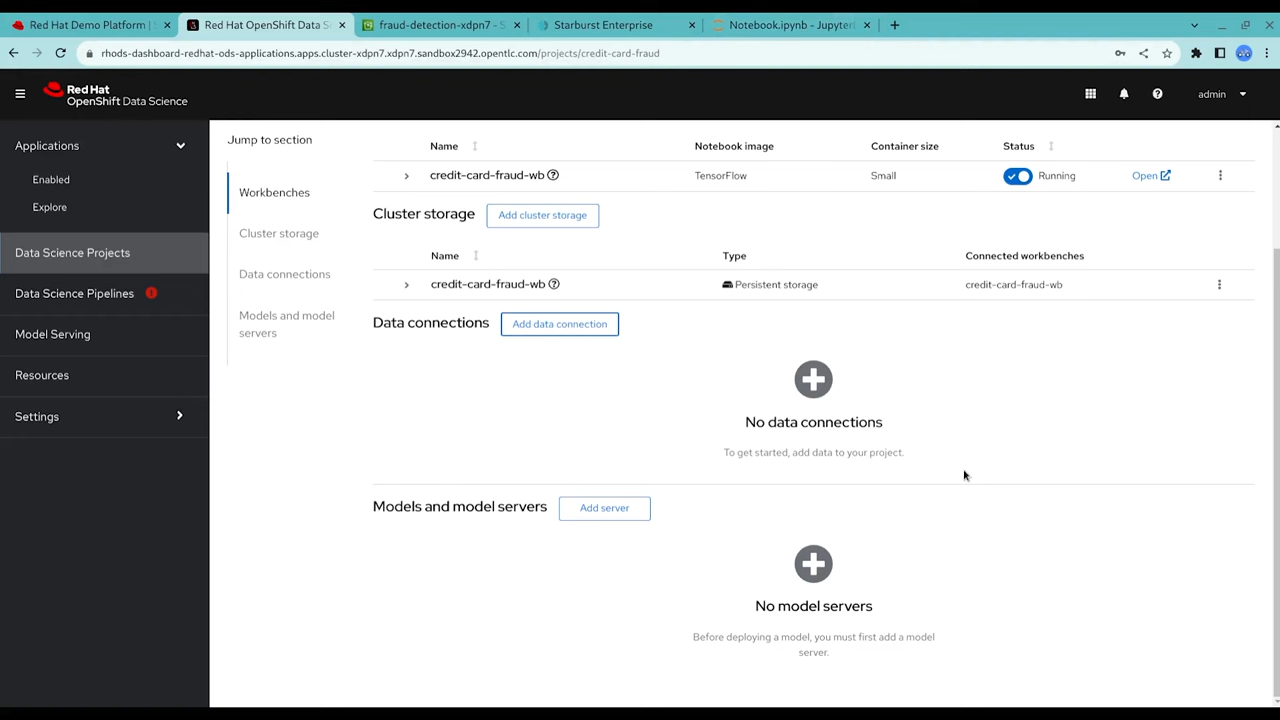 Red Hat Demo Platform |
Red Hat OpenShift Data S
fraud-detection-xdpn7 - S
Starburst Enterprise
Notebook.ipynb - Jupyter
rhods-dashboard-redhat-ods-applications.apps.cluster-xdpn7.xdpn7.sandbox2942.opentlc.com/projects/credit-card-fraud
Red Hat
OpenShift Data Science
admin
Applications
Enabled
Explore
Data Science Projects
Data Science Pipelines
Model Serving
Resources
Settings
Jump to section
Workbenches
Cluster storage
Data connections
Models and model
servers
Name Notebook image Container size Status
credit-card-fraud-wb TensorFlow Small Running Open
Cluster storage Add cluster storage
Name Type Connected workbenches
credit-card-fraud-wb Persistent storage credit-card-fraud-wb
Data connections Add data connection
No data connections
To get started, add data to your project.
Models and model servers Add server
No model servers
Before deploying a model, you must first add a model
server.